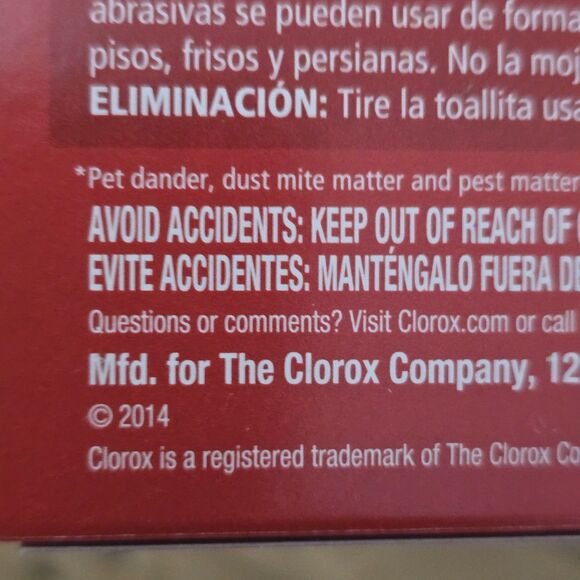 abrasivas se pueden usar de forma
pisos, frisos y persianas. No la moj
ELIMINACIÓN: Tire la toallita usa
*Pet dander, dust mite matter and pest matter
AVOID ACCIDENTS: KEEP OUT OF REACH OF
EVITE ACCIDENTES: MANTÉNGALO FUERA DE
Questions or comments? Visit Clorox.com or call
Mfd. for The Clorox Company, 12
© 2014
Clorox is a registered trademark of The Clorox Co